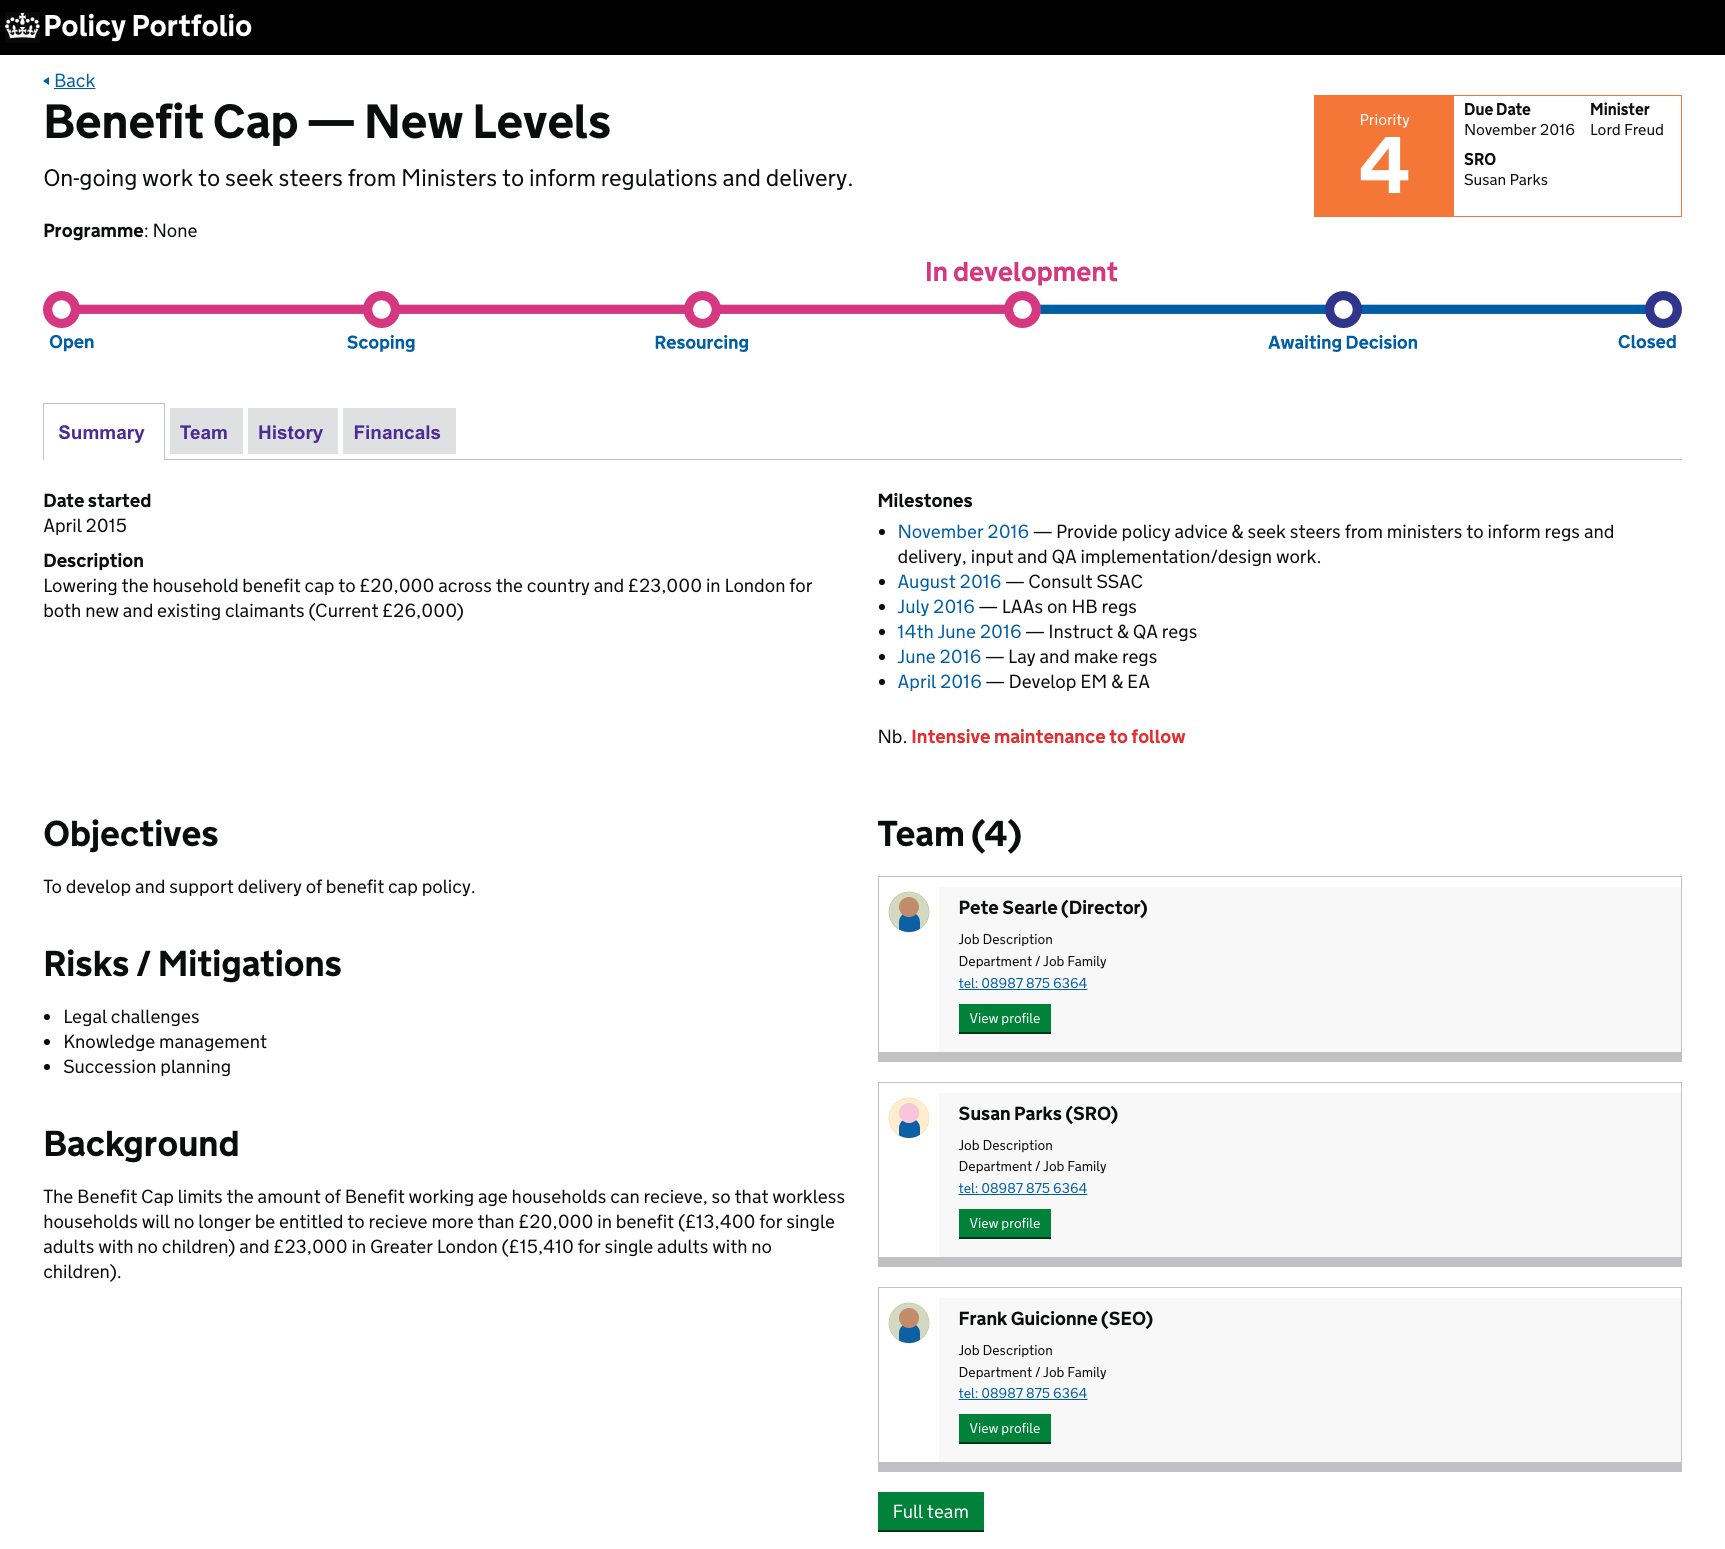 Policy Portfolio
Back
Benefit Cap — New Levels
On-going work to seek steers from Ministers to inform regulations and delivery.
Programme: None
Priority
4
Due Date
November 2016
Minister
Lord Freud
SRO
Susan Parks
In development
Open
Scoping
Resourcing
Awaiting Decision
Closed
Summary
Team
History
Financals
Date started
April 2015
Description
Lowering the household benefit cap to £20,000 across the country and £23,000 in London for
both new and existing claimants (Current £26,000)
Milestones
• November 2016 — Provide policy advice & seek steers from ministers to inform regs and
delivery, input and QA implementation/design work.
• August 2016 — Consult SSAC
• July 2016 — LAAs on HB regs
• 14th June 2016 — Instruct & QA regs
• June 2016 — Lay and make regs
• April 2016 — Develop EM & EA
Nb. Intensive maintenance to follow
Objectives
To develop and support delivery of benefit cap policy.
Risks / Mitigations
• Legal challenges
• Knowledge management
• Succession planning
Background
The Benefit Cap limits the amount of Benefit working age households can recieve, so that workless
households will no longer be entitled to recieve more than £20,000 in benefit (£13,400 for single
adults with no children) and £23,000 in Greater London (£15,410 for single adults with no
children).
Team (4)
Pete Searle (Director)
Job Description
Department / Job Family
tel: 08987 875 6364
View profile
Susan Parks (SRO)
Job Description
Department / Job Family
tel: 08987 875 6364
View profile
Frank Guicionne (SEO)
Job Description
Department / Job Family
tel: 08987 875 6364
View profile
Full team